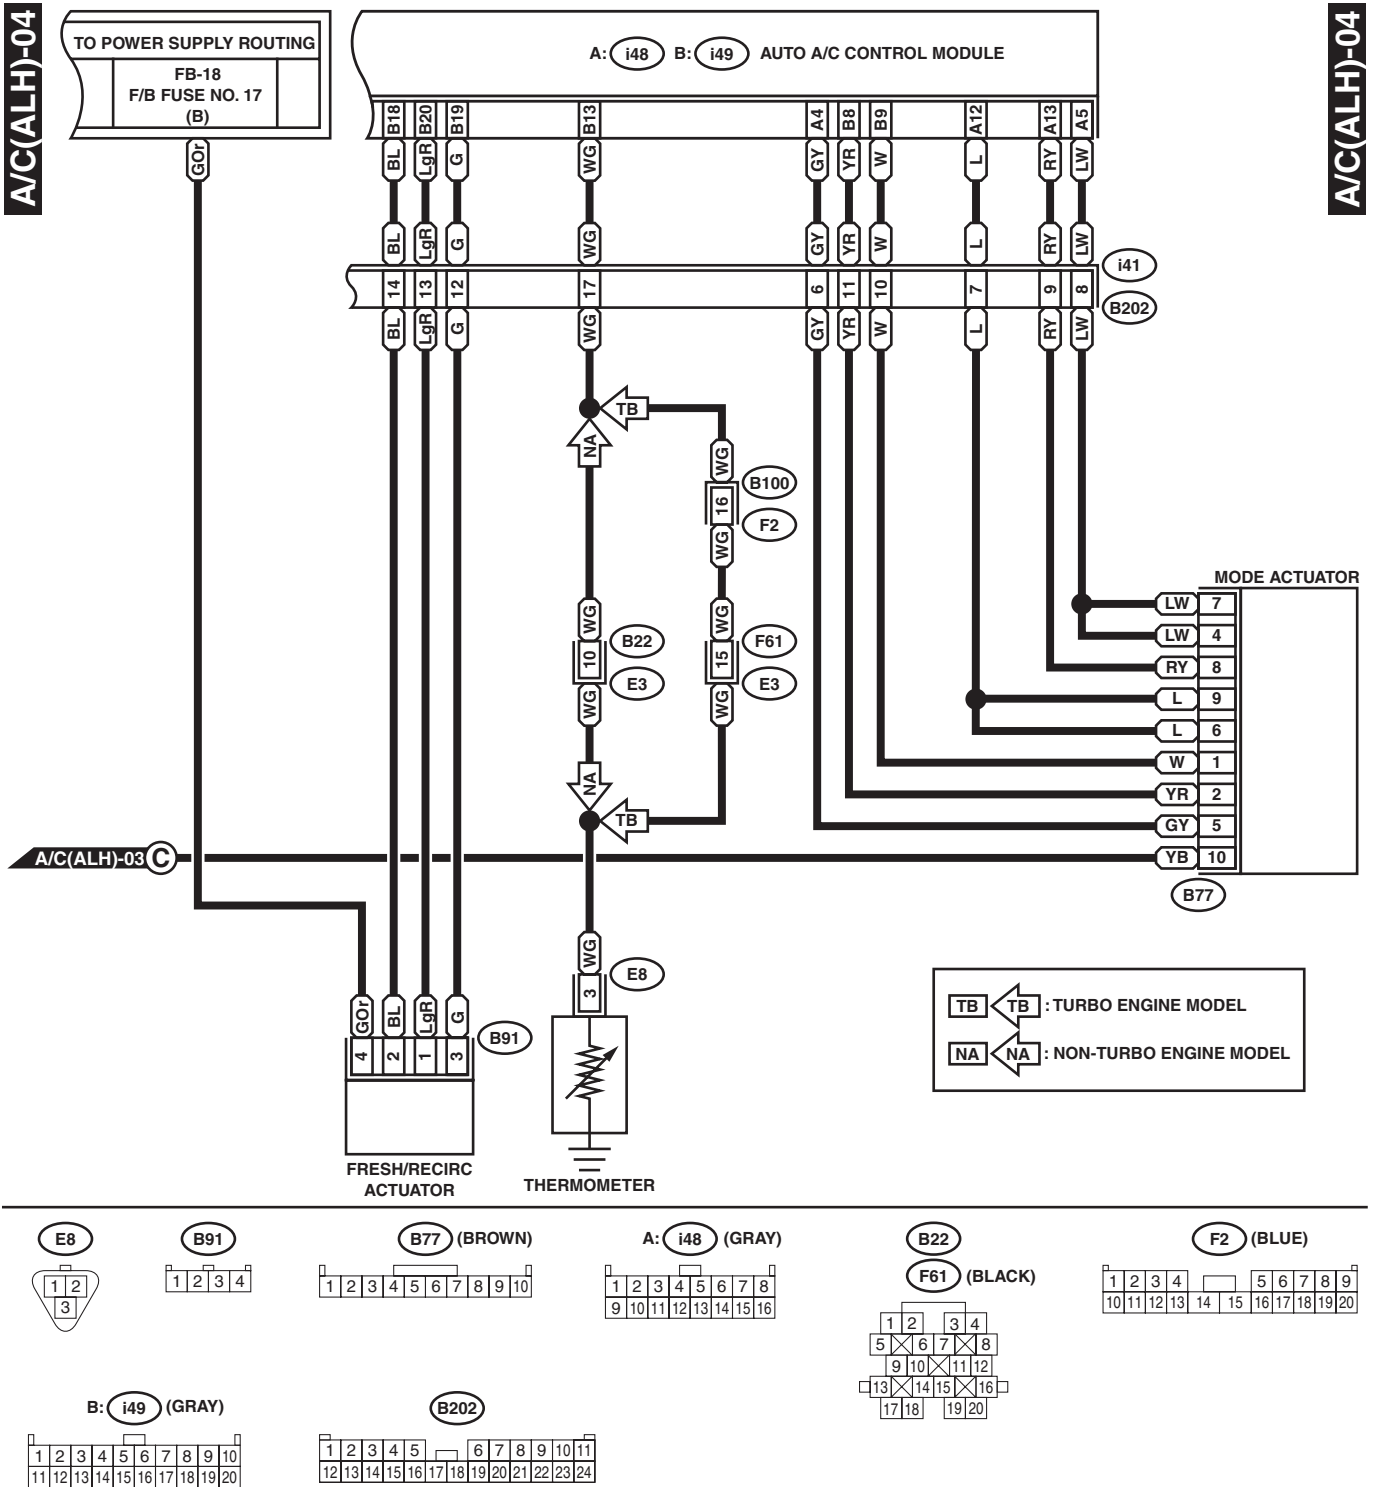 A/C(ALH)-04
A/C(ALH)-04
TO POWER SUPPLY ROUTING
FB-18
F/B FUSE NO. 17
(B)
A: i48 B: i49 AUTO A/C CONTROL MODULE
B18 B20 B19 B13 A4 B8 B9 A12 A13 A5
GOr BL LgR G WG GY YR W L RY LW
BL LgR G WG GY YR W L RY LW
i41
14 13 12 17 6 11 10 7 9 8
B202
BL LgR G WG GY YR W L RY LW
TB
NA
WG
B100
16
F2
WG
MODE ACTUATOR
LW 7
WG WG
B22 F61
LW 4
10 15
RY 8
E3 E3
L 9
WG WG
L 6
W 1
NA
YR 2
TB
GY 5
A/C(ALH)-03 C
YB 10
B77
WG
E8
3
GOr BL LgR G
B91
4 2 1 3
TB TB : TURBO ENGINE MODEL
NA NA : NON-TURBO ENGINE MODEL
FRESH/RECIRC
ACTUATOR
THERMOMETER
E8
1 2
3
B91
1 2 3 4
B77 (BROWN)
1 2 3 4 5 6 7 8 9 10
A: i48 (GRAY)
1 2 3 4 5 6 7 8
9 10 11 12 13 14 15 16
B22
F61 (BLACK)
1 2 3 4
5 6 7 8
9 10 11 12
13 14 15 16
17 18 19 20
F2 (BLUE)
1 2 3 4 5 6 7 8 9
10 11 12 13 14 15 16 17 18 19 20
B: i49 (GRAY)
1 2 3 4 5 6 7 8 9 10
11 12 13 14 15 16 17 18 19 20
B202
1 2 3 4 5 6 7 8 9 10 11
12 13 14 15 16 17 18 19 20 21 22 23 24